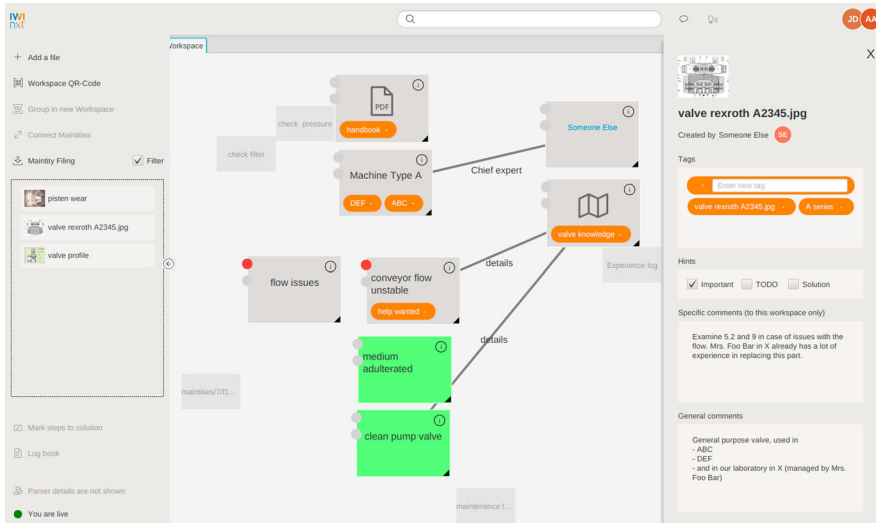 IWI
nxt
JD
AA
Add a file
Workspace QR-Code
Group in new Workspace
Connect Maintities
Maintity Filing
Filter
pisten wear
valve rexroth A2345.jpg
valve profile
Mark steps to solution
Log book
Parser details are not shown
You are live
Workspace
check pressure
check filter
PDF
handbook -
Machine Type A
DEF -
ABC -
Someone Else
Chief expert
valve knowledge -
Experience log
details
flow issues
conveyor flow
unstable
help wanted -
details
medium
adulterated
maintities/7/f1...
clean pump valve
maintenance l...
X
valve rexroth A2345.jpg
Created by Someone Else SE
Tags
- Enter new tag
valve rexroth A2345.jpg -
A series -
Hints
Important
TODO
Solution
Specific comments (to this workspace only)
Examine 5.2 and 9 in case of issues with the
flow. Mrs. Foo Bar in X already has a lot of
experience in replacing this part.
General comments
General purpose valve, used in
- ABC
- DEF
- and in our laboratory in X (managed by Mrs.
Foo Bar)